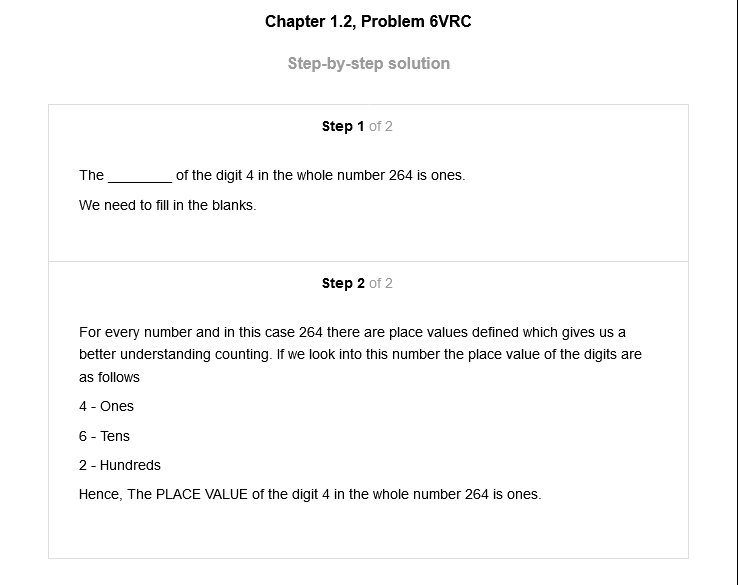 Chapter 1.2, Problem 6VRC
Step-by-step solution
Step 1 of 2
The ________ of the digit 4 in the whole number 264 is ones.
We need to fill in the blanks.
Step 2 of 2
For every number and in this case 264 there are place values defined which gives us a
better understanding counting. If we look into this number the place value of the digits are
as follows
4 - Ones
6 - Tens
2 - Hundreds
Hence, The PLACE VALUE of the digit 4 in the whole number 264 is ones.